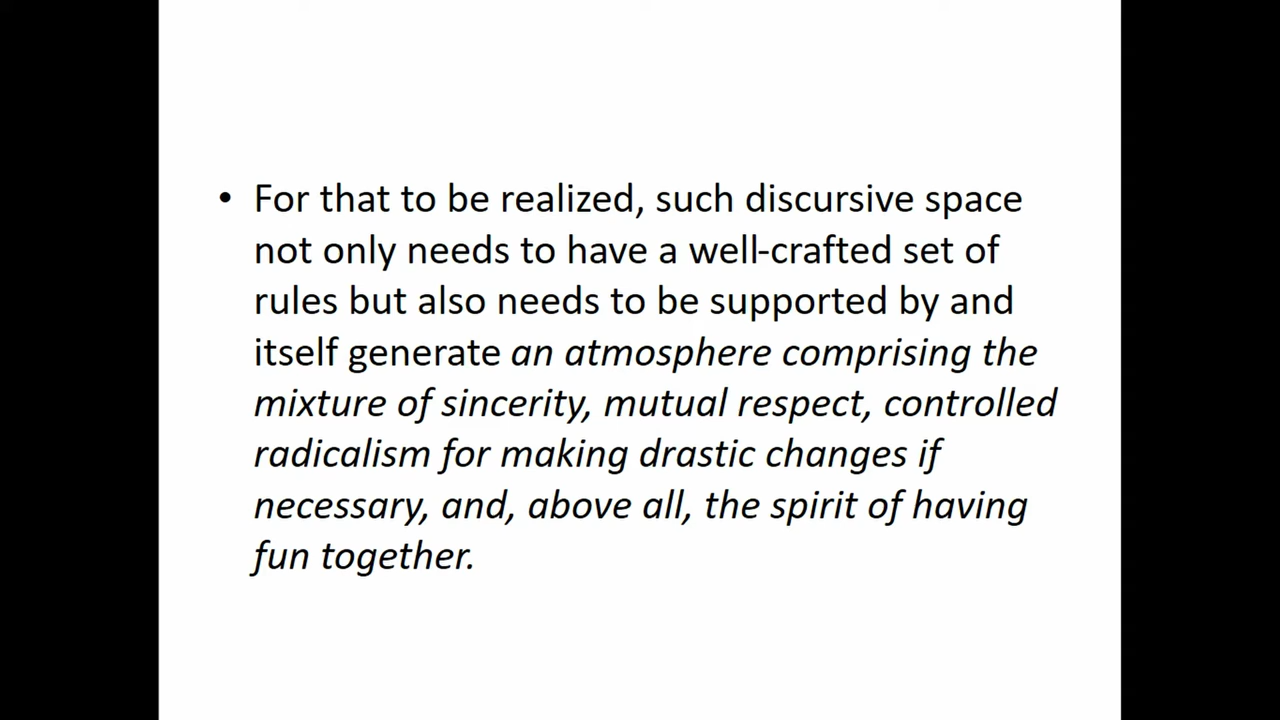 • For that to be realized, such discursive space
not only needs to have a well-crafted set of
rules but also needs to be supported by and
itself generate an atmosphere comprising the
mixture of sincerity, mutual respect, controlled
radicalism for making drastic changes if
necessary, and, above all, the spirit of having
fun together.